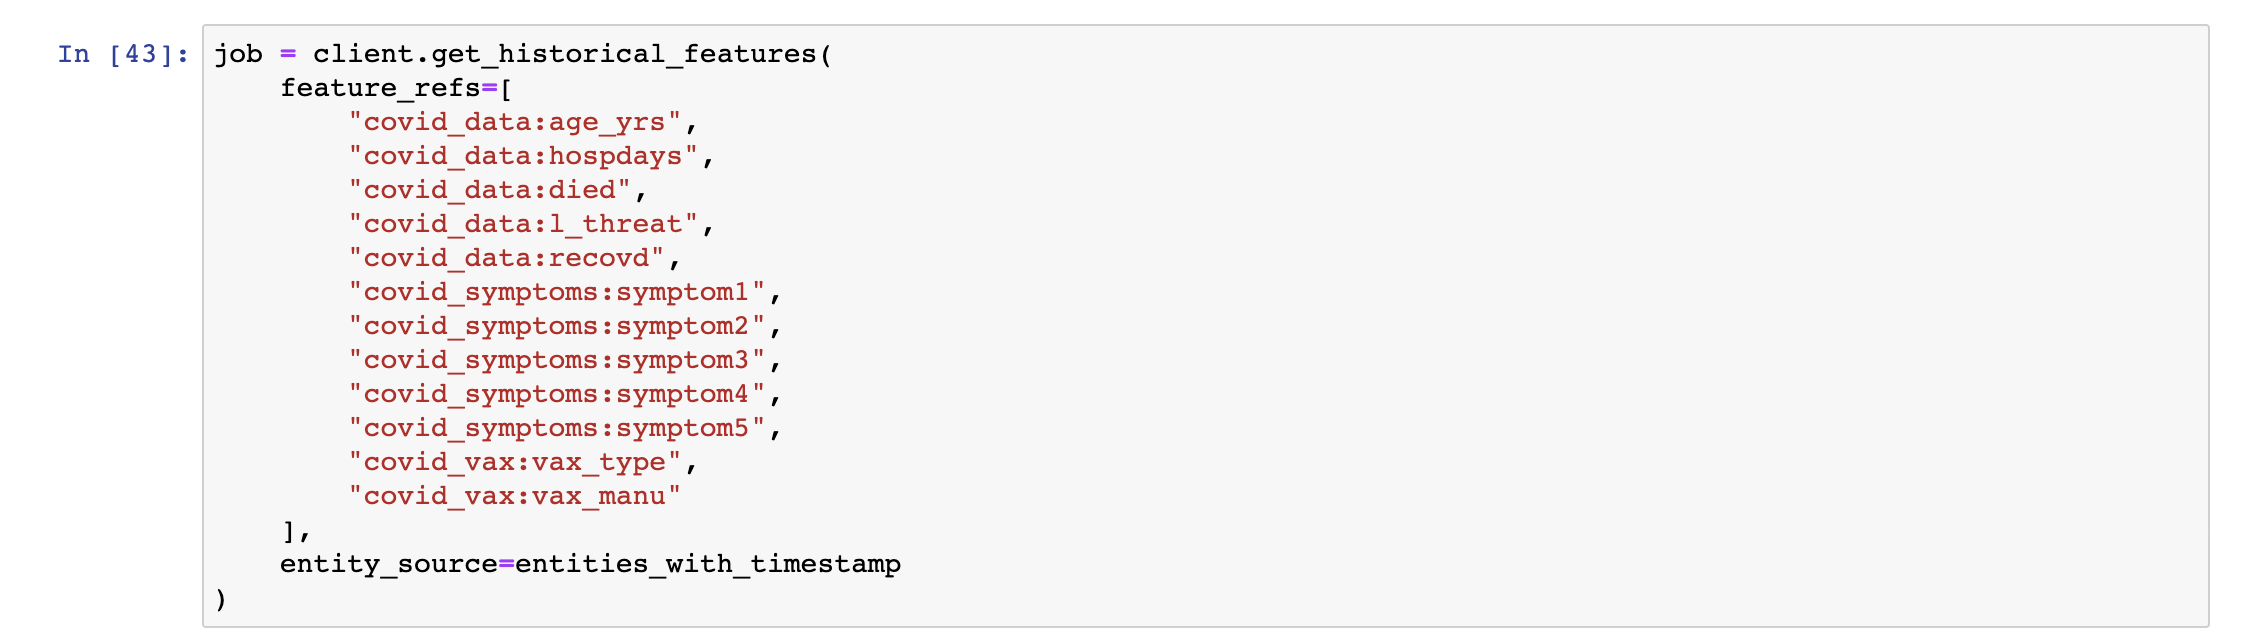 In [43]: job = client.get_historical_features(
    feature_refs=[
        "covid_data:age_yrs",
        "covid_data:hospdays",
        "covid_data:died",
        "covid_data:l_threat",
        "covid_data:recovd",
        "covid_symptoms:symptom1",
        "covid_symptoms:symptom2",
        "covid_symptoms:symptom3",
        "covid_symptoms:symptom4",
        "covid_symptoms:symptom5",
        "covid_vax:vax_type",
        "covid_vax:vax_manu"
    ],
    entity_source=entities_with_timestamp
)